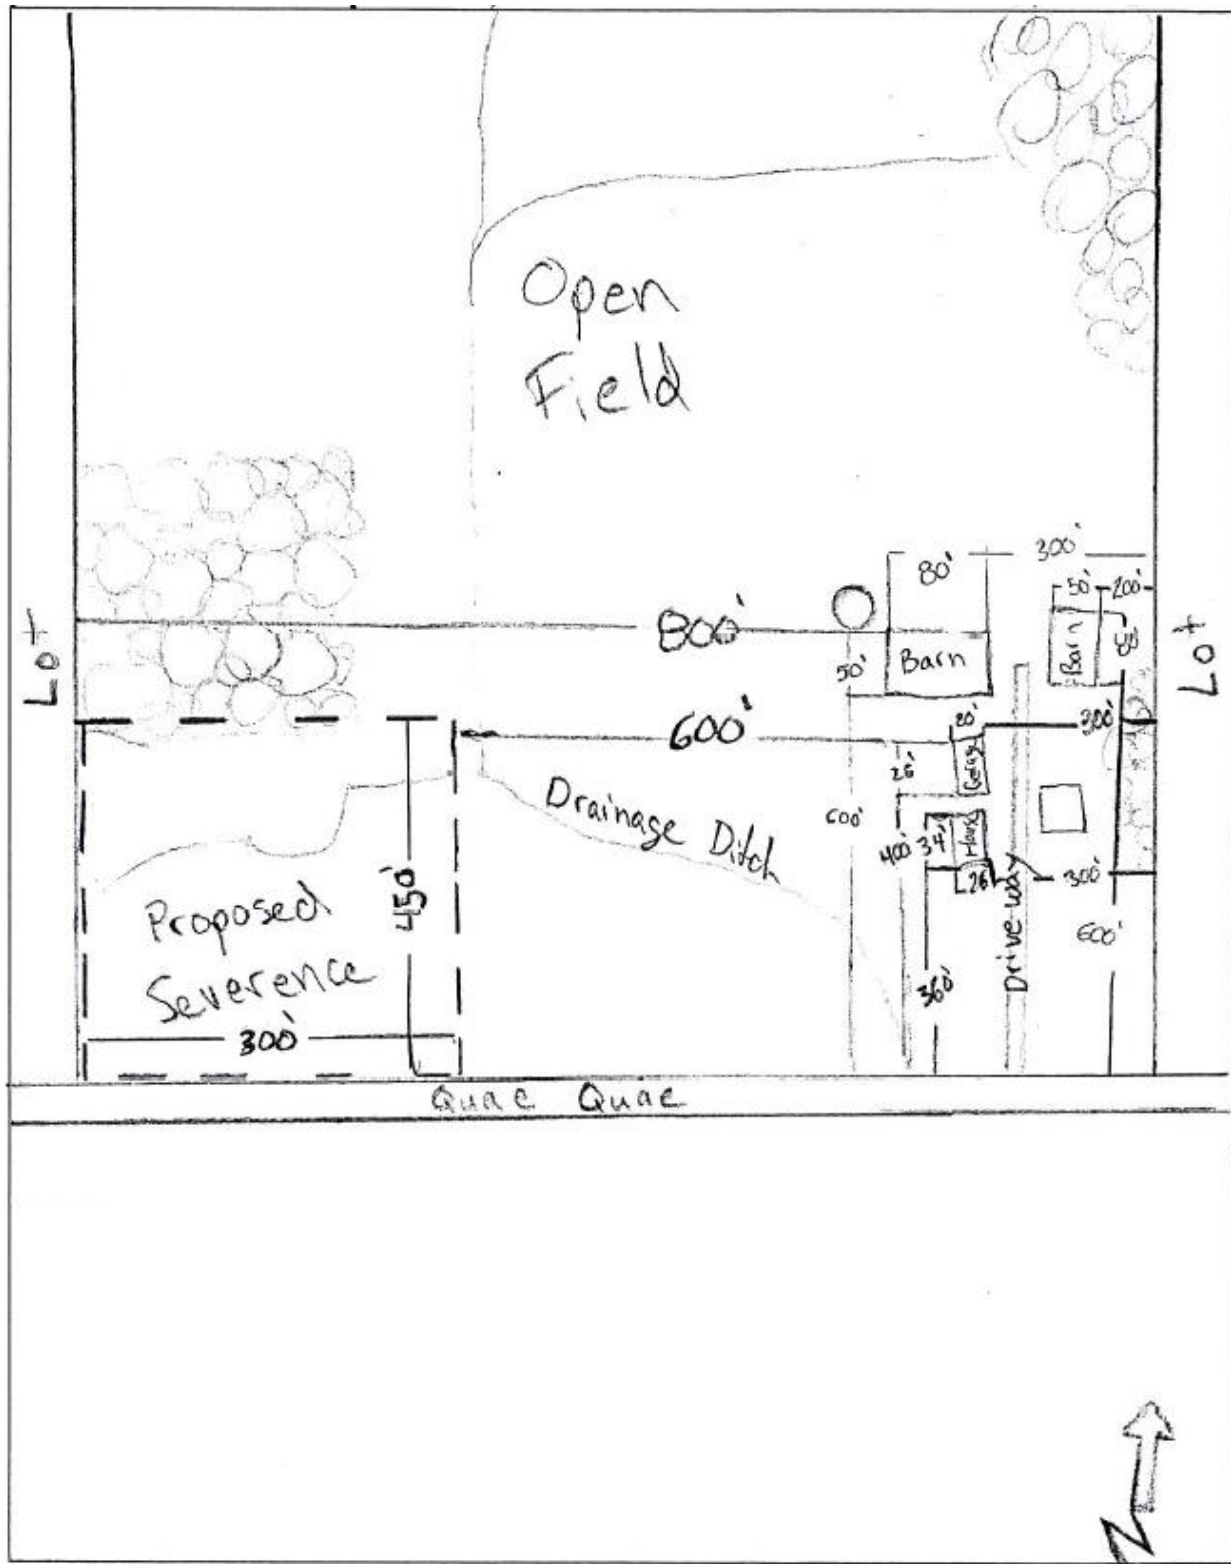 Open
Field
300'
80'
50'
200'
Barn
Barn
50'
800'
Lot
Lot
600'
20'
300'
Garage
Drainage Ditch
600'
400'
34'
House
26'
300'
Driveway
600'
360'
450'
Proposed
Severence
300'
Quae Quae
N